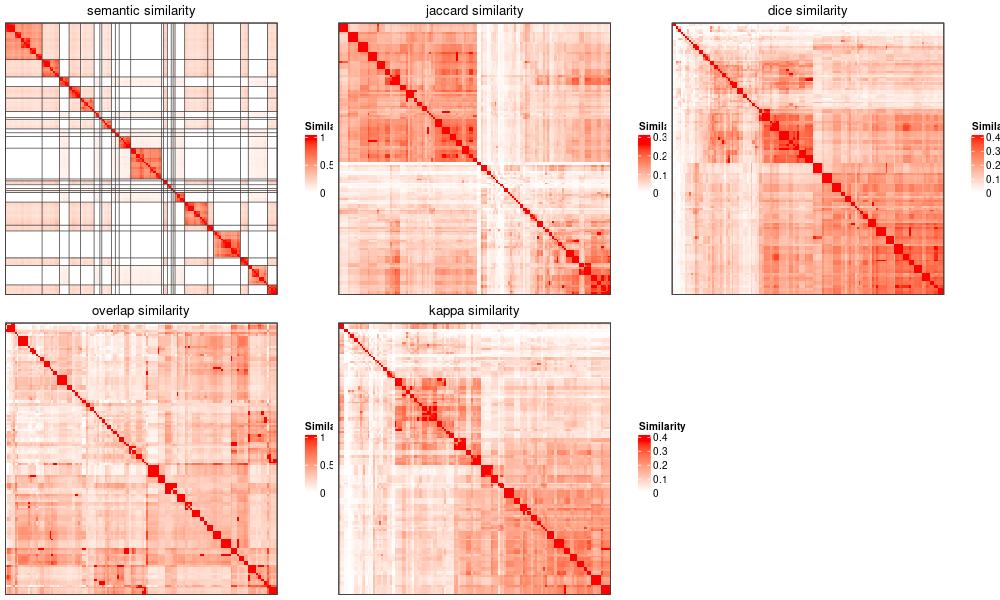 semantic similarity
jaccard similarity
dice similarity
Simila
1
0.5
0
Simila
0.3
0.2
0.1
0
Simila
0.4
0.3
0.2
0.1
0
overlap similarity
kappa similarity
Simila
1
0.5
0
Similarity
0.4
0.3
0.2
0.1
0